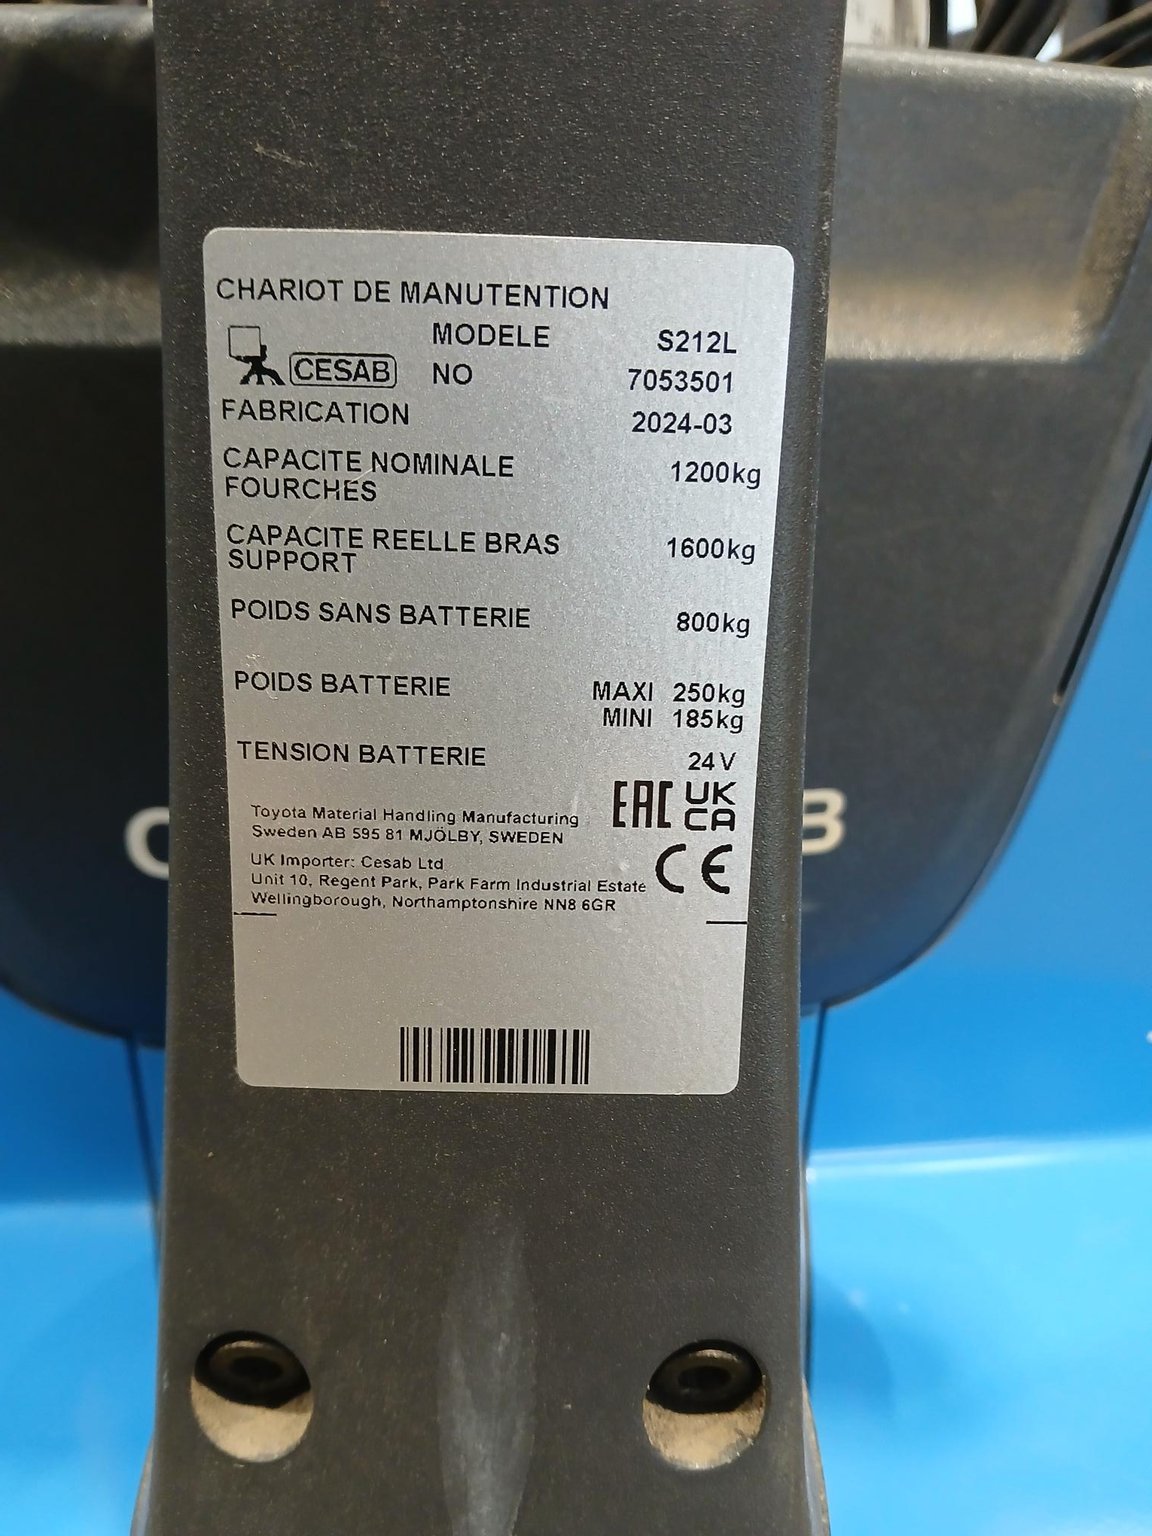 CHARIOT DE MANUTENTION
MODELE S212L
CESAB NO 7053501
FABRICATION 2024-03
CAPACITE NOMINALE 1200kg
FOURCHES
CAPACITE REELLE BRAS 1600kg
SUPPORT
POIDS SANS BATTERIE 800kg
POIDS BATTERIE MAXI 250kg
MINI 185kg
TENSION BATTERIE 24V
EAC UK
CA
Toyota Material Handling Manufacturing
Sweden AB 595 81 MJÖLBY, SWEDEN
CE
UK Importer: Cesab Ltd
Unit 10, Regent Park, Park Farm Industrial Estate
Wellingborough, Northamptonshire NN8 6GR
C B